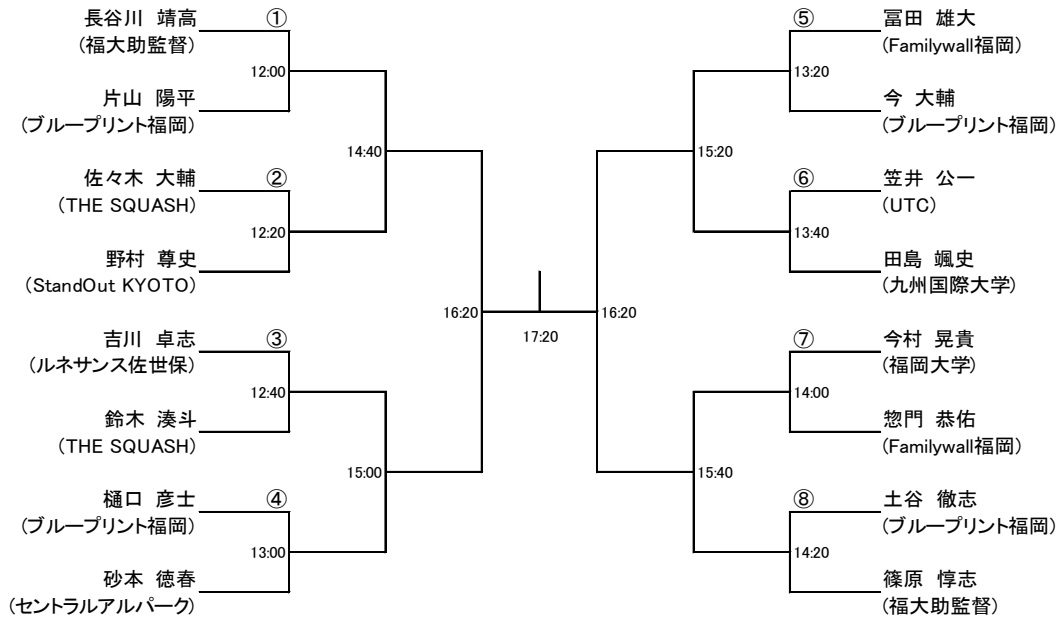 長谷川 靖高
①
(福大助監督)
12:00
片山 陽平
(ブループリント福岡)
14:40
佐々木 大輔
②
(THE SQUASH)
12:20
野村 尊史
(StandOut KYOTO)
16:20
吉川 卓志
③
(ルネサンス佐世保)
12:40
鈴木 湊斗
(THE SQUASH)
15:00
樋口 彦士
④
(ブループリント福岡)
13:00
砂本 徳春
(セントラルアルパーク)
17:20
⑤
冨田 雄大
(Familywall福岡)
13:20
今 大輔
(ブループリント福岡)
15:20
⑥
笠井 公一
(UTC)
13:40
田島 颯史
(九州国際大学)
16:20
⑦
今村 晃貴
(福岡大学)
14:00
惣門 恭佑
(Familywall福岡)
15:40
⑧
土谷 徹志
(ブループリント福岡)
14:20
篠原 惇志
(福大助監督)